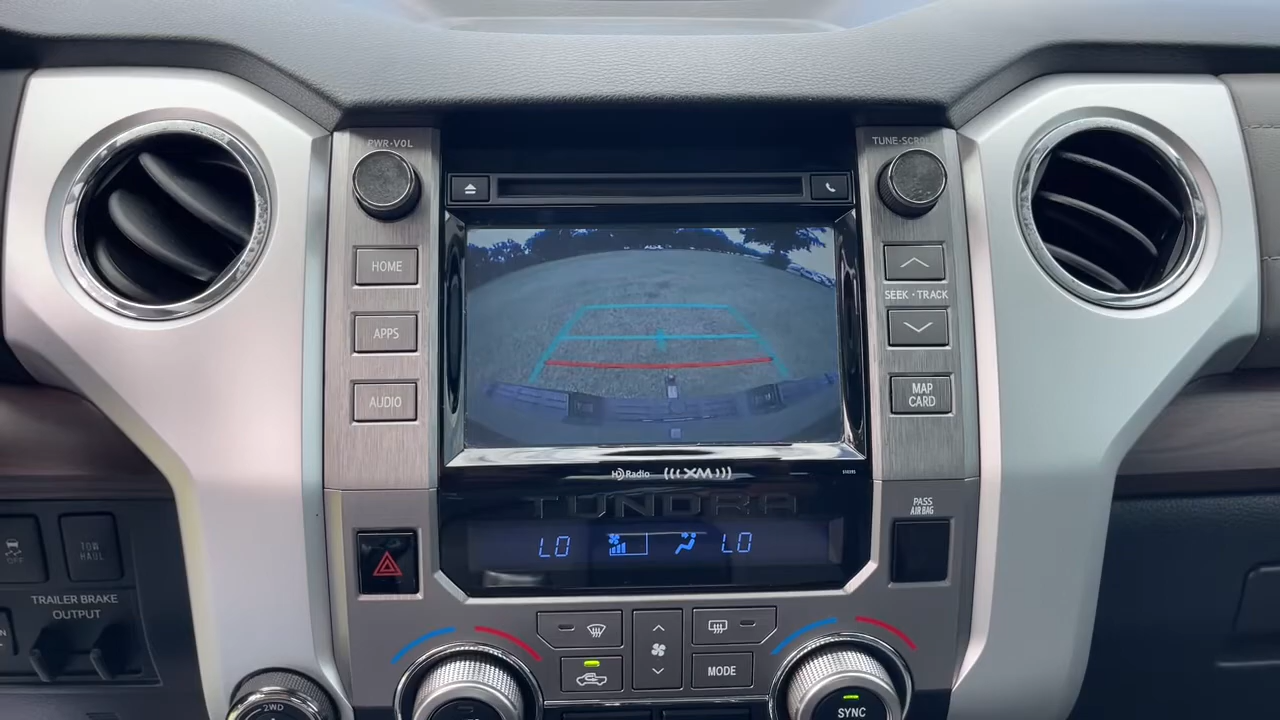 PWR•VOL
TUNE•SCROLL
HOME
APPS
AUDIO
SEEK • TRACK
MAP
CARD
HD Radio
(((XM)))
TUNDRA
PASS
AIR BAG
LO
LO
OFF
TOW
HAUL
TRAILER BRAKE
OUTPUT
MODE
2WD
SYNC